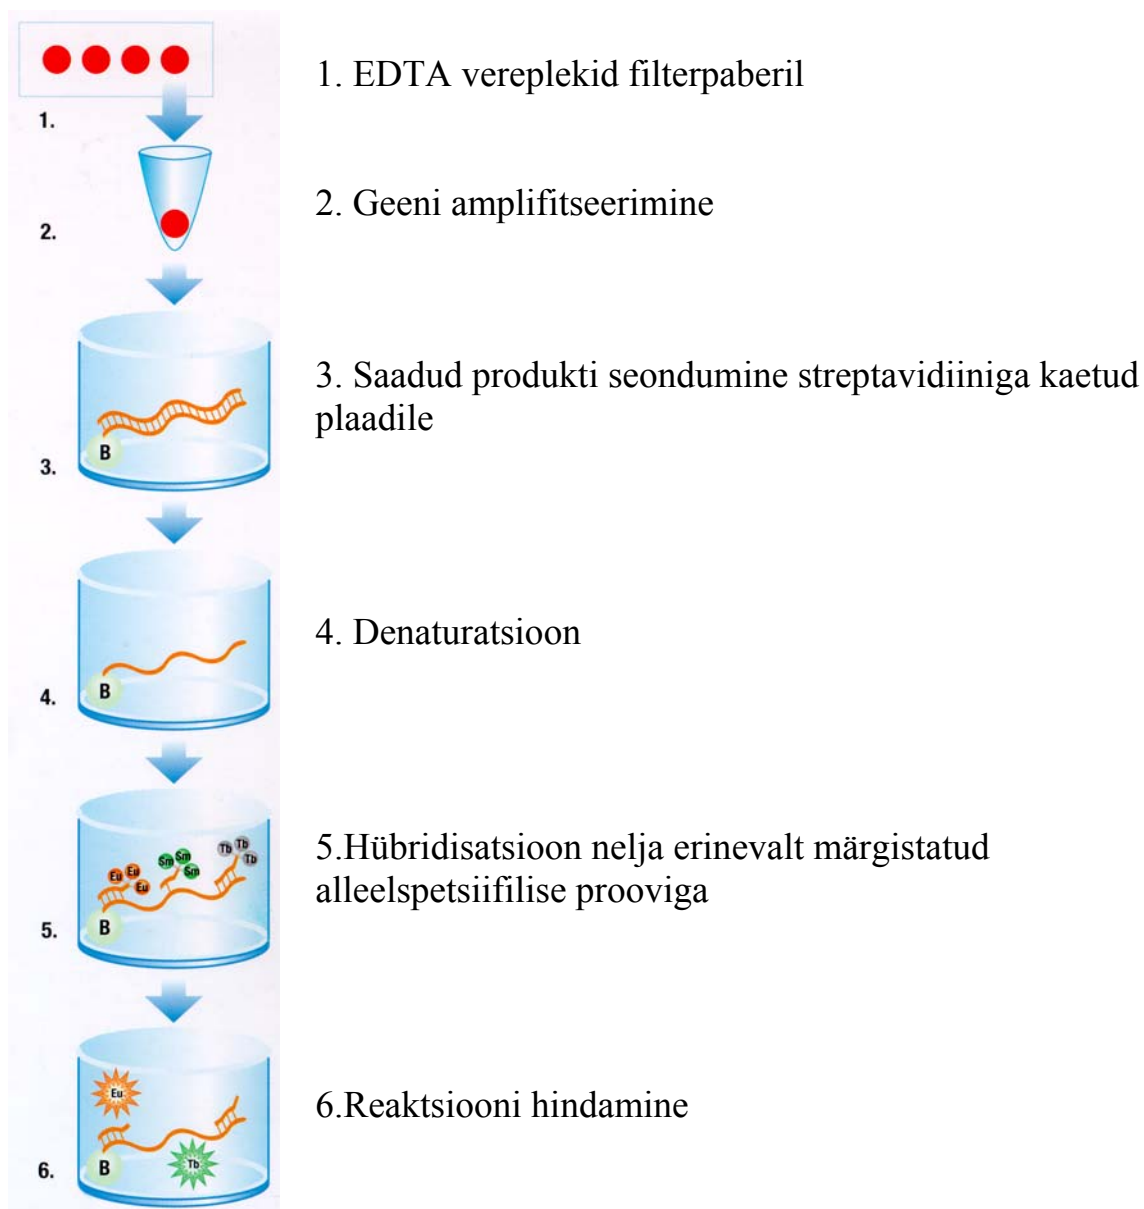 1.
1. EDTA vereplekid filterpaberil
2.
2. Geeni amplifitseerimine
B
3.
3. Saadud produkti seondumine streptavidiiniga kaetud
plaadile
B
4.
4. Denaturatsioon
Eu Eu Eu Sm Sm Sm Tb Tb Tb
B
5.
5.Hübridisatsioon nelja erinevalt märgistatud
alleelspetsiifilise prooviga
Eu
B
Tb
6.
6.Reaktsiooni hindamine